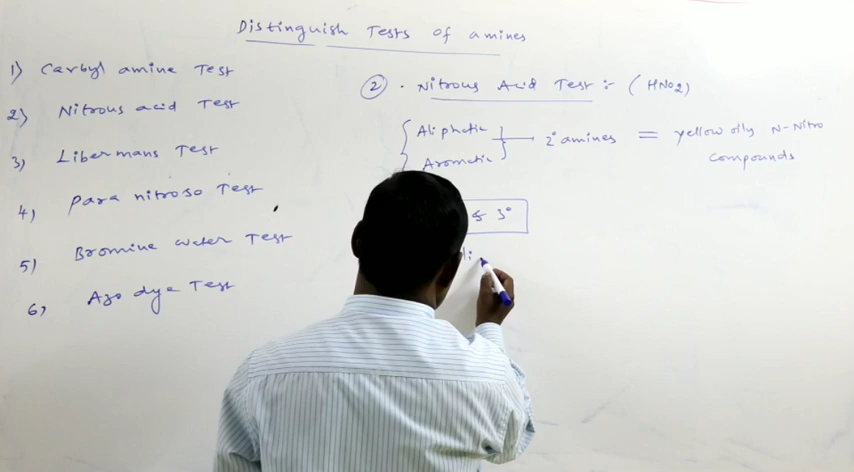 Distinguish Tests of amines
1) Carbyl amine Test
2) Nitrous acid Test
3) Libermans Test
4) Para nitroso Test
5) Bromine water Test
6) Azo dye Test
② . Nitrous Acid Test :- (HNO2)
Aliphatic
Aromatic
2° amines = yellow oily N-Nitro
compounds
& 3°